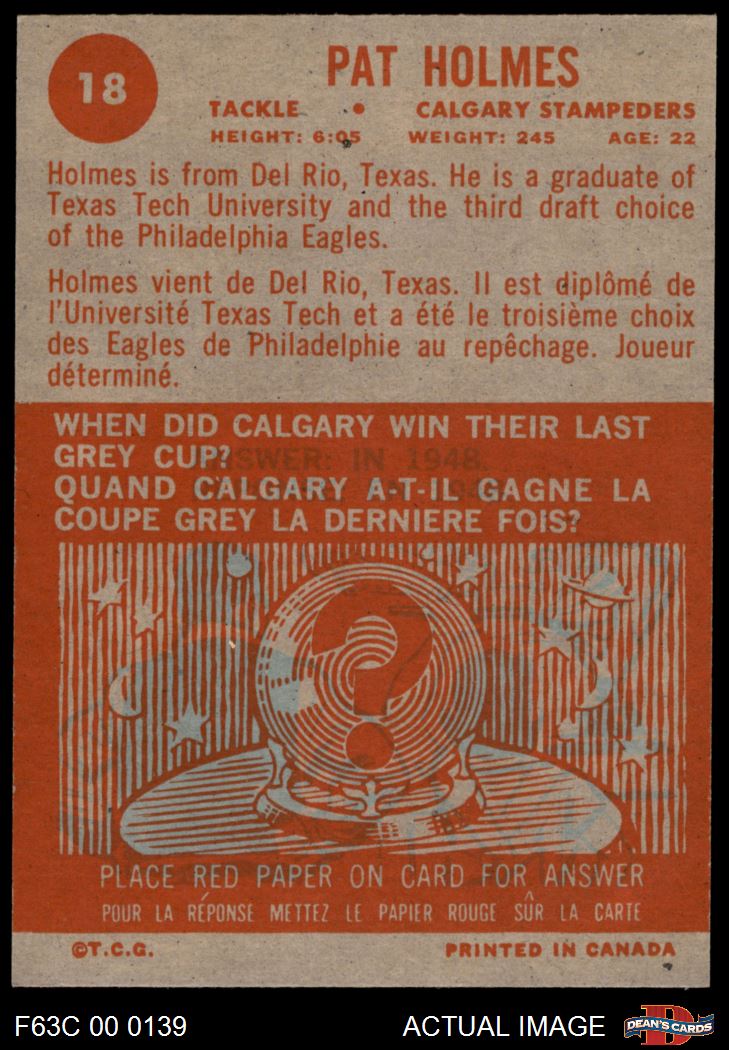 18
PAT HOLMES
TACKLE • CALGARY STAMPEDERS
HEIGHT: 6:05 WEIGHT: 245 AGE: 22
Holmes is from Del Rio, Texas. He is a graduate of
Texas Tech University and the third draft choice
of the Philadelphia Eagles.
Holmes vient de Del Rio, Texas. Il est diplômé de
l'Université Texas Tech et a été le troisième choix
des Eagles de Philadelphie au repêchage. Joueur
déterminé.
WHEN DID CALGARY WIN THEIR LAST
GREY CUP?
ANSWER: IN 1948
QUAND CALGARY A-T-IL GAGNE LA
COUPE GREY LA DERNIERE FOIS?
?
PLACE RED PAPER ON CARD FOR ANSWER
POUR LA RÉPONSE METTEZ LE PAPIER ROUGE SÛR LA CARTE
©T.C.G. PRINTED IN CANADA
F63C 00 0139 ACTUAL IMAGE DEAN'S CARDS